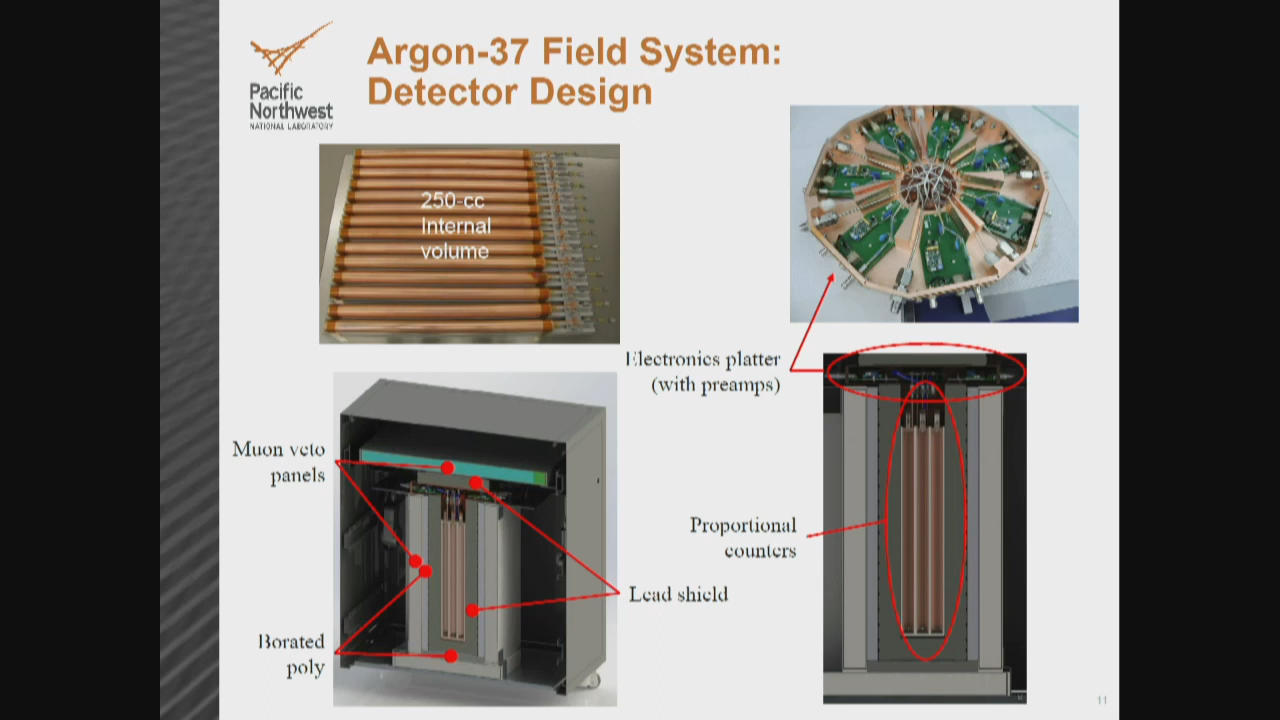 Pacific
Northwest
NATIONAL LABORATORY
Argon-37 Field System:
Detector Design
250-cc
Internal
volume
Electronics platter
(with preamps)
Muon veto
panels
Proportional
counters
Lead shield
Borated
poly
11